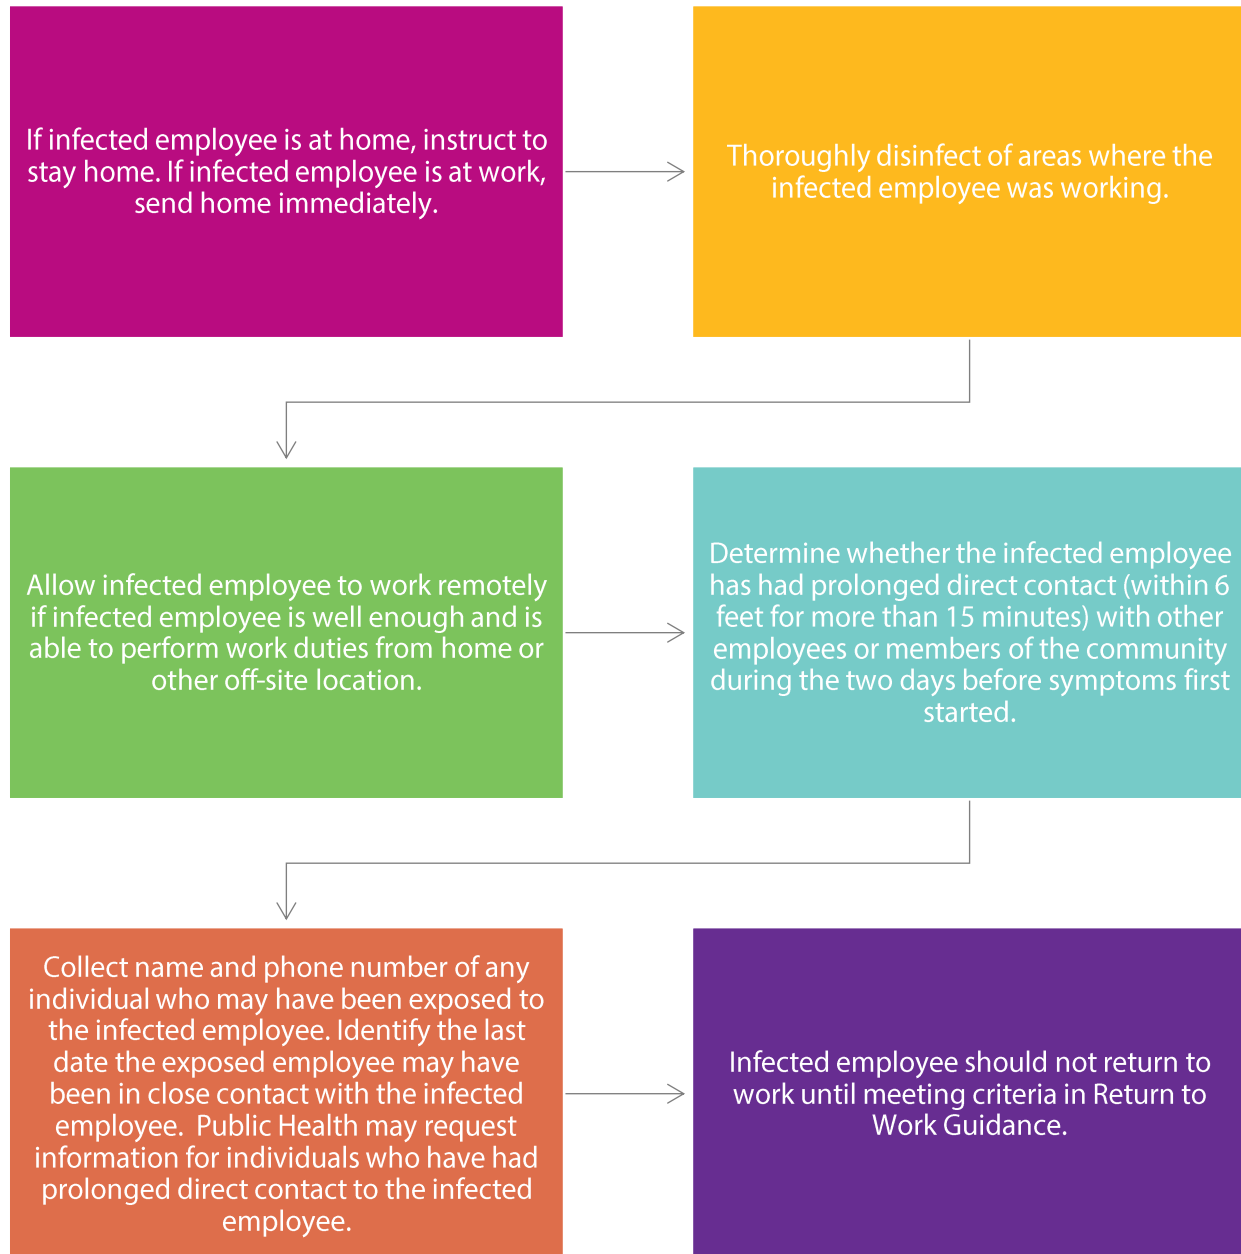 If infected employee is at home, instruct to
stay home. If infected employee is at work,
send home immediately.
Thoroughly disinfect of areas where the
infected employee was working.
Allow infected employee to work remotely
if infected employee is well enough and is
able to perform work duties from home or
other off-site location.
Determine whether the infected employee
has had prolonged direct contact (within 6
feet for more than 15 minutes) with other
employees or members of the community
during the two days before symptoms first
started.
Collect name and phone number of any
individual who may have been exposed to
the infected employee. Identify the last
date the exposed employee may have
been in close contact with the infected
employee.  Public Health may request
information for individuals who have had
prolonged direct contact to the infected
employee.
Infected employee should not return to
work until meeting criteria in Return to
Work Guidance.